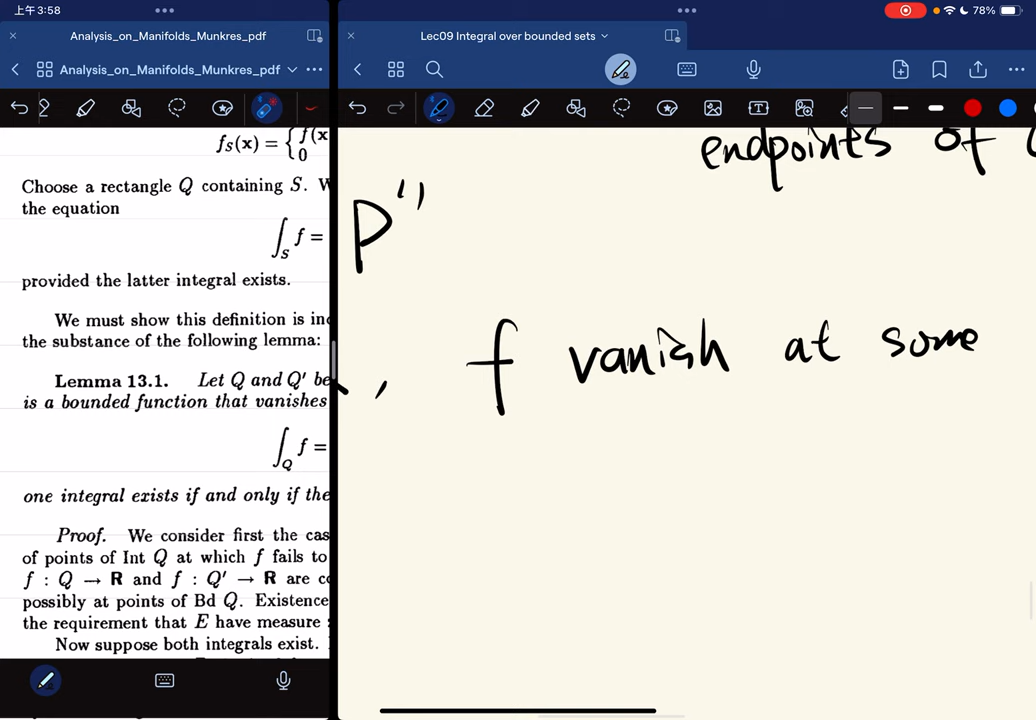 上午3:58
78%
Analysis_on_Manifolds_Munkres_pdf
Lec09 Integral over bounded sets
Analysis_on_Manifolds_Munkres_pdf
fS(x) = { f(x
0
Choose a rectangle Q containing S. W
the equation
∫S f =
provided the latter integral exists.
We must show this definition is in
the substance of the following lemma:
Lemma 13.1. Let Q and Q' be
is a bounded function that vanishes
∫Q f =
one integral exists if and only if the
Proof. We consider first the cas
of points of Int Q at which f fails to
f : Q → R and f : Q' → R are co
possibly at points of Bd Q. Existence
the requirement that E have measure
Now suppose both integrals exist.
endpoints of
P''
, f vanish at some